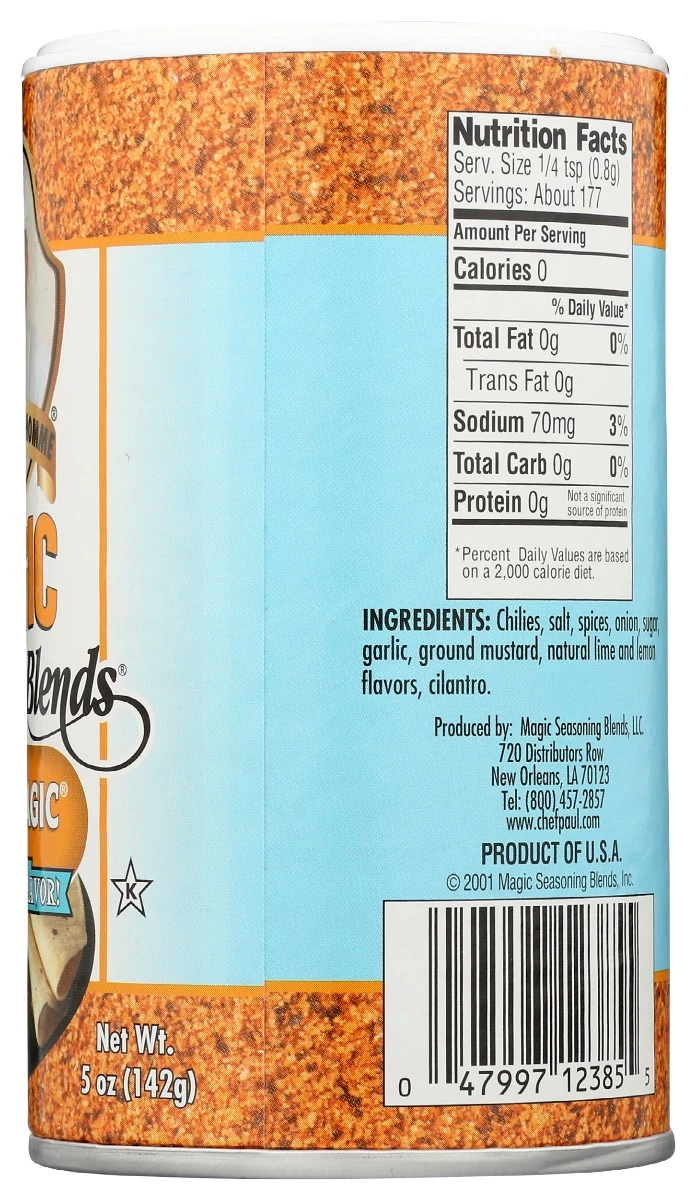 Nutrition Facts
Serv. Size 1/4 tsp (0.8g)
Servings: About 177
Amount Per Serving
Calories 0
% Daily Value*
Total Fat 0g 0%
Trans Fat 0g
Sodium 70mg 3%
Total Carb 0g 0%
Protein 0g Not a significant source of protein
*Percent Daily Values are based
on a 2,000 calorie diet.
INGREDIENTS: Chilies, salt, spices, onion, sugar,
garlic, ground mustard, natural lime and lemon
flavors, cilantro.
Produced by: Magic Seasoning Blends, LLC.
720 Distributors Row
New Orleans, LA 70123
Tel: (800) 457-2857
www.chefpaul.com
PRODUCT OF U.S.A.
© 2001 Magic Seasoning Blends, Inc.
0 47997 12385 5
®
IC
Blends®
AGIC®
AVOR!
K
Net Wt.
5 oz (142g)